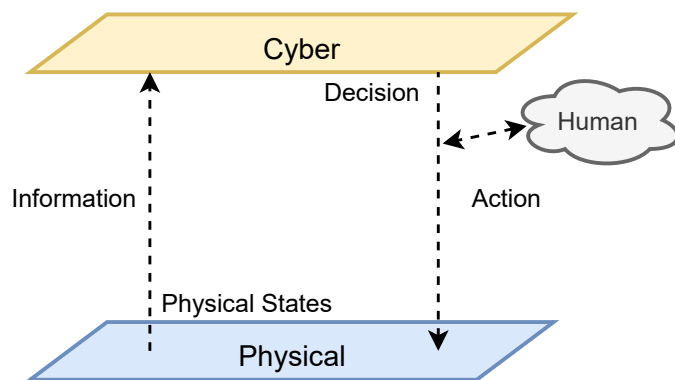 Cyber
Decision
Human
Information
Action
Physical States
Physical